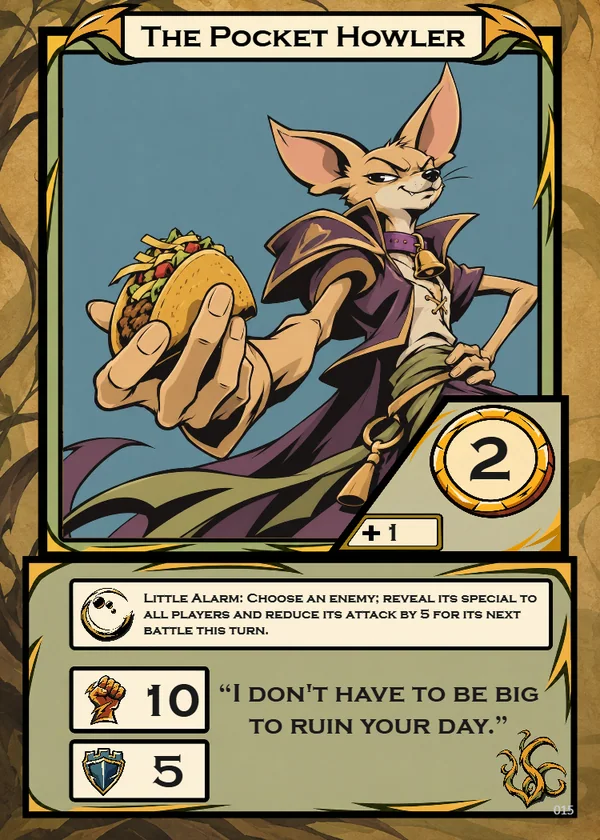 The Pocket Howler
2
+ 1
Little Alarm: Choose an enemy; reveal its special to
all players and reduce its attack by 5 for its next
battle this turn.
10
“I don't have to be big
to ruin your day.”
5
015